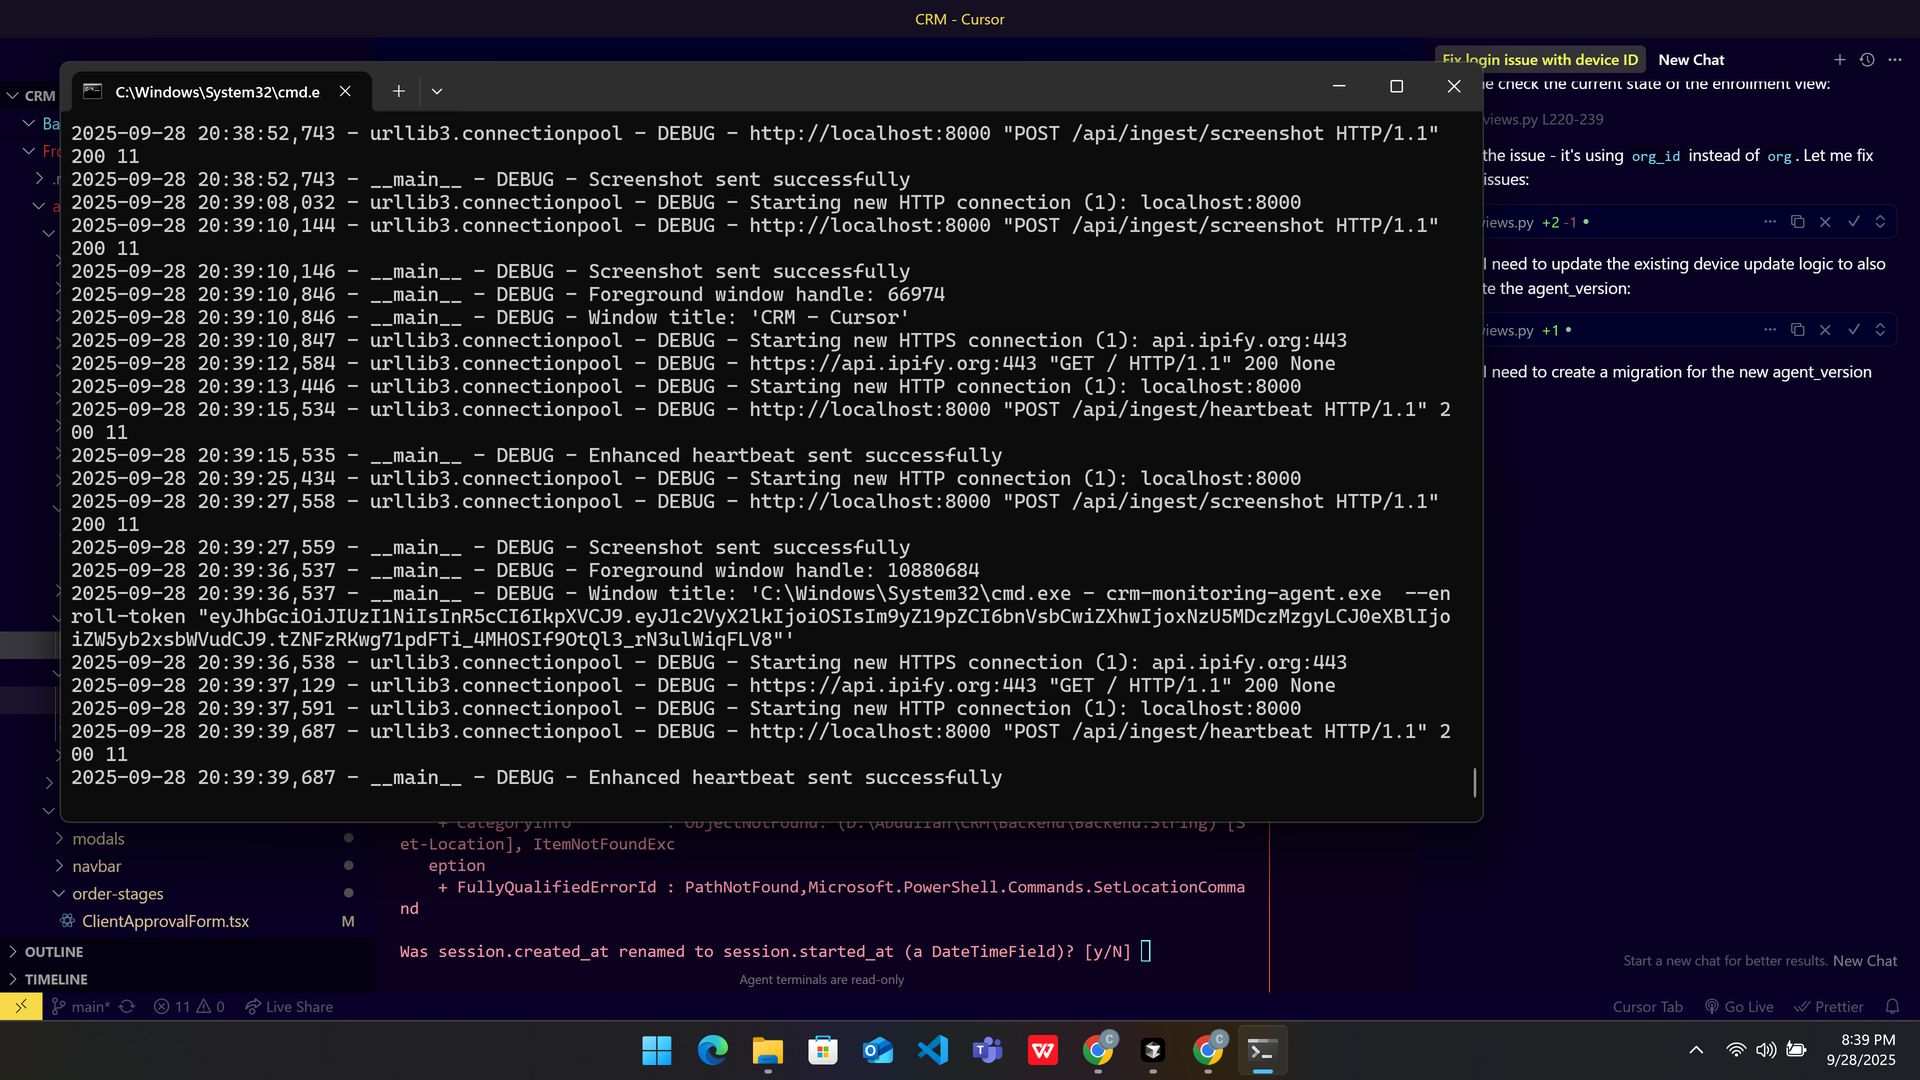 CRM - Cursor
C:\Windows\System32\cmd.e
2025-09-28 20:38:52,743 - urllib3.connectionpool - DEBUG - http://localhost:8000 "POST /api/ingest/screenshot HTTP/1.1"
200 11
2025-09-28 20:38:52,743 - __main__ - DEBUG - Screenshot sent successfully
2025-09-28 20:39:08,032 - urllib3.connectionpool - DEBUG - Starting new HTTP connection (1): localhost:8000
2025-09-28 20:39:10,144 - urllib3.connectionpool - DEBUG - http://localhost:8000 "POST /api/ingest/screenshot HTTP/1.1"
200 11
2025-09-28 20:39:10,146 - __main__ - DEBUG - Screenshot sent successfully
2025-09-28 20:39:10,846 - __main__ - DEBUG - Foreground window handle: 66974
2025-09-28 20:39:10,846 - __main__ - DEBUG - Window title: 'CRM - Cursor'
2025-09-28 20:39:10,847 - urllib3.connectionpool - DEBUG - Starting new HTTPS connection (1): api.ipify.org:443
2025-09-28 20:39:12,584 - urllib3.connectionpool - DEBUG - https://api.ipify.org:443 "GET / HTTP/1.1" 200 None
2025-09-28 20:39:13,446 - urllib3.connectionpool - DEBUG - Starting new HTTP connection (1): localhost:8000
2025-09-28 20:39:15,534 - urllib3.connectionpool - DEBUG - http://localhost:8000 "POST /api/ingest/heartbeat HTTP/1.1" 2
00 11
2025-09-28 20:39:15,535 - __main__ - DEBUG - Enhanced heartbeat sent successfully
2025-09-28 20:39:25,434 - urllib3.connectionpool - DEBUG - Starting new HTTP connection (1): localhost:8000
2025-09-28 20:39:27,558 - urllib3.connectionpool - DEBUG - http://localhost:8000 "POST /api/ingest/screenshot HTTP/1.1"
200 11
2025-09-28 20:39:27,559 - __main__ - DEBUG - Screenshot sent successfully
2025-09-28 20:39:36,537 - __main__ - DEBUG - Foreground window handle: 10880684
2025-09-28 20:39:36,537 - __main__ - DEBUG - Window title: 'C:\Windows\System32\cmd.exe - crm-monitoring-agent.exe  --en
roll-token "eyJhbGciOiJIUzI1NiIsInR5cCI6IkpXVCJ9.eyJ1c2VyX2lkIjoiOSIsIm9yZ19pZCI6bnVsbCwiZXhwIjoxNzU5MDczMzgyLCJ0eXBlIjo
iZW5yb2xsbWVudCJ9.tZNFzRKwg71pdFTi_4MHOSIf9OtQl3_rN3ulWiqFLV8"'
2025-09-28 20:39:36,538 - urllib3.connectionpool - DEBUG - Starting new HTTPS connection (1): api.ipify.org:443
2025-09-28 20:39:37,129 - urllib3.connectionpool - DEBUG - https://api.ipify.org:443 "GET / HTTP/1.1" 200 None
2025-09-28 20:39:37,591 - urllib3.connectionpool - DEBUG - Starting new HTTP connection (1): localhost:8000
2025-09-28 20:39:39,687 - urllib3.connectionpool - DEBUG - http://localhost:8000 "POST /api/ingest/heartbeat HTTP/1.1" 2
00 11
2025-09-28 20:39:39,687 - __main__ - DEBUG - Enhanced heartbeat sent successfully
CRM
Ba
Fro
modals
navbar
order-stages
ClientApprovalForm.tsx M
OUTLINE
TIMELINE
+ CategoryInfo : ObjectNotFound: (D:\Abdullah\CRM\Backend\Backend:String) [S
et-Location], ItemNotFoundExc
eption
+ FullyQualifiedErrorId : PathNotFound,Microsoft.PowerShell.Commands.SetLocationComma
nd
Was session.created_at renamed to session.started_at (a DateTimeField)? [y/N]
Agent terminals are read-only
Fix login issue with device ID New Chat
e check the current state of the enrollment view:
views.py L220-239
the issue - it's using org_id instead of org. Let me fix
issues:
iews.py +2 -1
I need to update the existing device update logic to also
te the agent_version:
iews.py +1
I need to create a migration for the new agent_version
Start a new chat for better results. New Chat
main* 11 0 Live Share
Cursor Tab Go Live Prettier
8:39 PM
9/28/2025